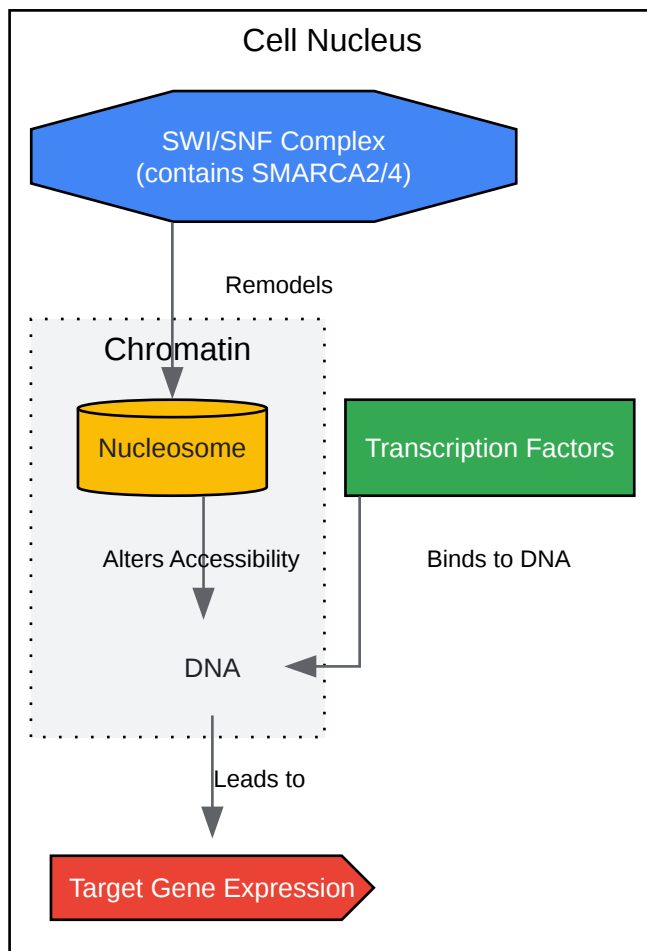 Cell Nucleus
SWI/SNF Complex
(contains SMARCA2/4)
Remodels
Chromatin
Nucleosome
Transcription Factors
Alters Accessibility
Binds to DNA
DNA
Leads to
Target Gene Expression